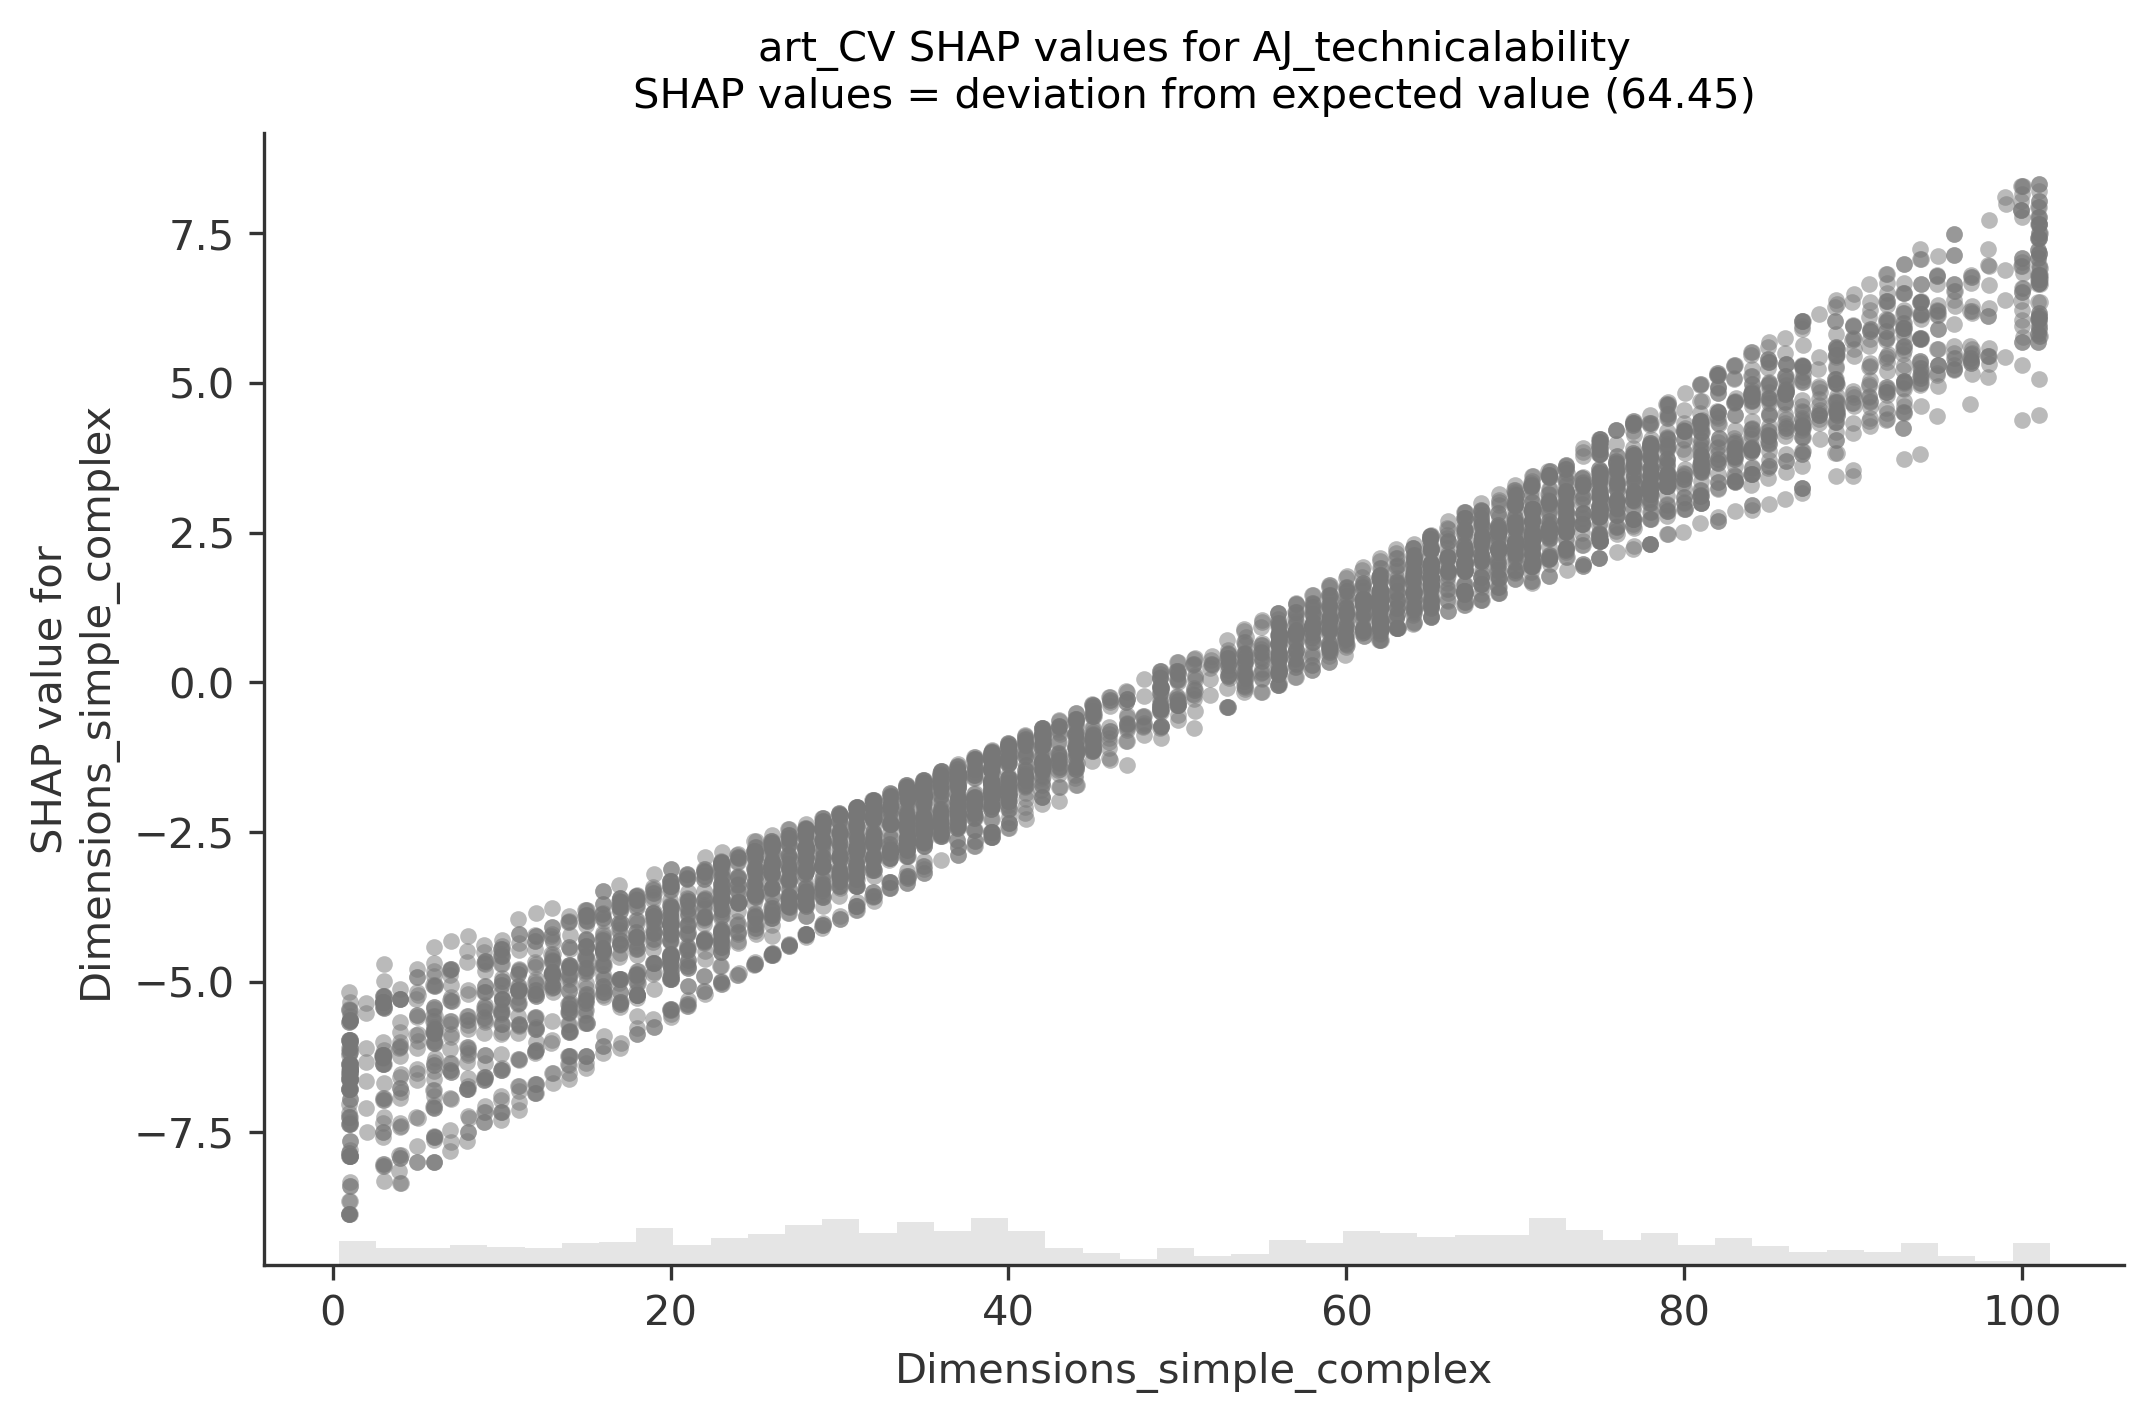 art_CV SHAP values for AJ_technicalability
SHAP values = deviation from expected value (64.45)
SHAP value for
Dimensions_simple_complex
7.5
5.0
2.5
0.0
−2.5
−5.0
−7.5
0
20
40
60
80
100
Dimensions_simple_complex